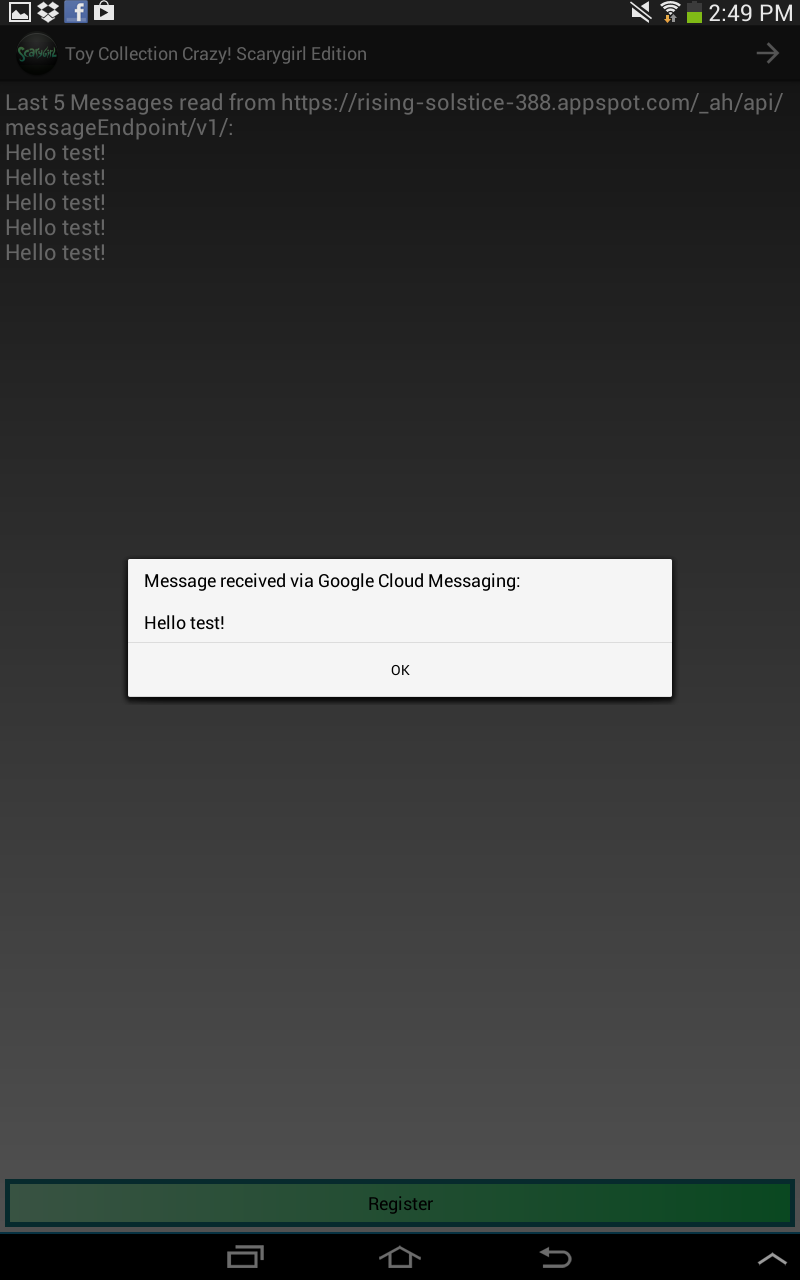 2:49 PM
Scarygirl
Toy Collection Crazy! Scarygirl Edition
Last 5 Messages read from https://rising-solstice-388.appspot.com/_ah/api/
messageEndpoint/v1/:
Hello test!
Hello test!
Hello test!
Hello test!
Hello test!
Message received via Google Cloud Messaging:
Hello test!
OK
Register